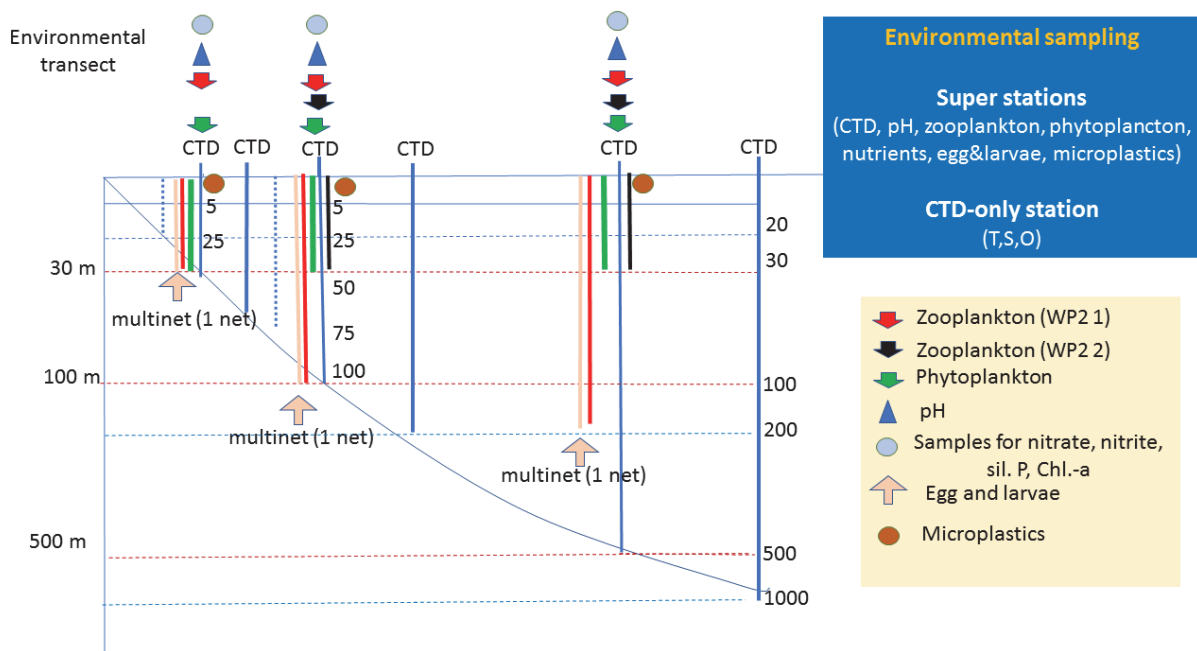 Environmental
transect
CTD
CTD
CTD
CTD
CTD
CTD
5
25
5
25
50
75
100
20
30
100
200
500
1000
30 m
100 m
500 m
multinet (1 net)
multinet (1 net)
multinet (1 net)
Environmental sampling
Super stations
(CTD, pH, zooplankton, phytoplancton,
nutrients, egg&larvae, microplastics)
CTD-only station
(T,S,O)
Zooplankton (WP2 1)
Zooplankton (WP2 2)
Phytoplankton
pH
Samples for nitrate, nitrite,
sil. P, Chl.-a
Egg and larvae
Microplastics